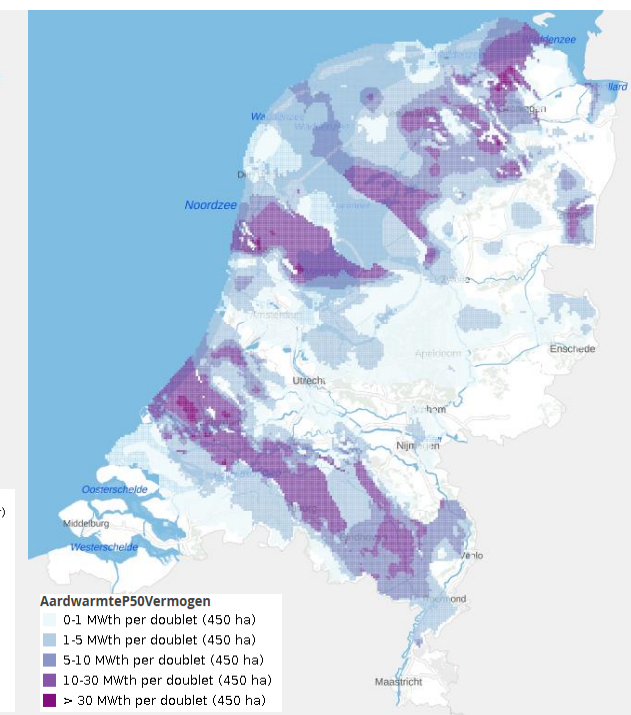 Waddenzee
llard
Noordzee
Enschede
Utrecht
Nijmegen
Oosterschelde
)
Middelburg
Westerschelde
Venlo
Maastricht
AardwarmteP50Vermogen
0-1 MWth per doublet (450 ha)
1-5 MWth per doublet (450 ha)
5-10 MWth per doublet (450 ha)
10-30 MWth per doublet (450 ha)
> 30 MWth per doublet (450 ha)